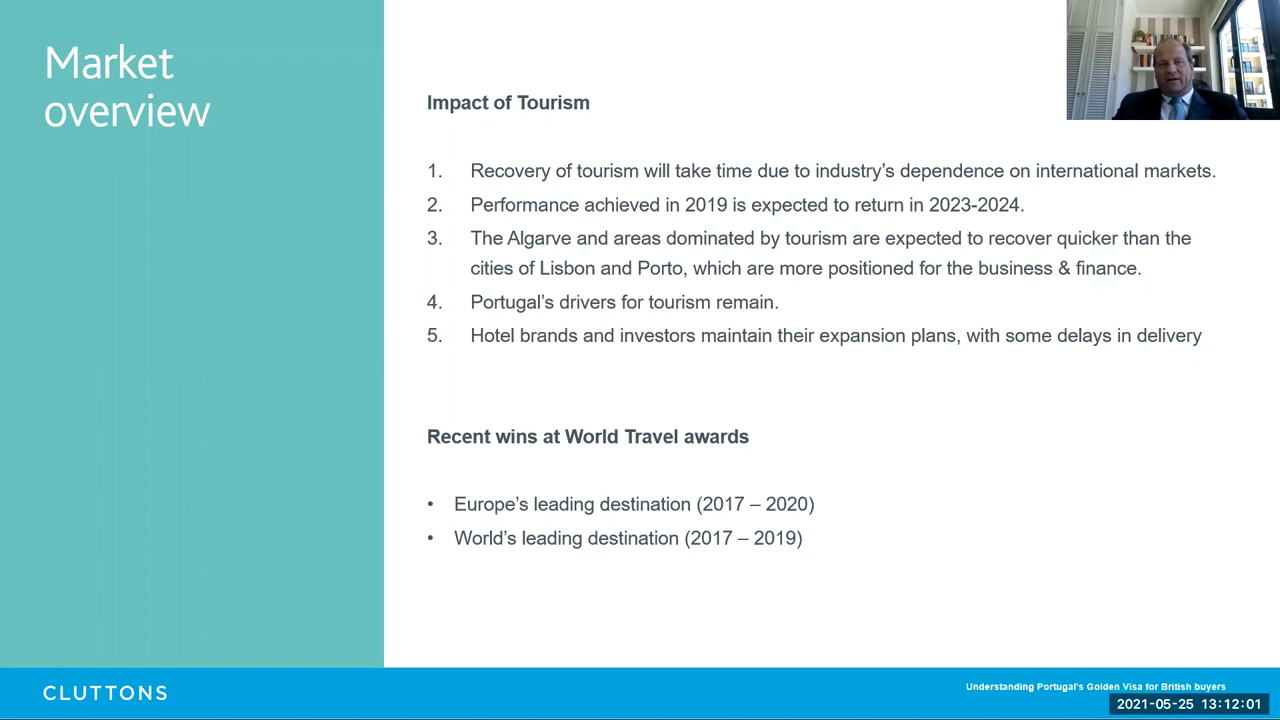 Market
overview
Impact of Tourism
1. Recovery of tourism will take time due to industry's dependence on international markets.
2. Performance achieved in 2019 is expected to return in 2023-2024.
3. The Algarve and areas dominated by tourism are expected to recover quicker than the
cities of Lisbon and Porto, which are more positioned for the business & finance.
4. Portugal's drivers for tourism remain.
5. Hotel brands and investors maintain their expansion plans, with some delays in delivery
Recent wins at World Travel awards
• Europe's leading destination (2017 – 2020)
• World's leading destination (2017 – 2019)
CLUTTONS
Understanding Portugal's Golden Visa for British buyers
2021-05-25 13:12:01